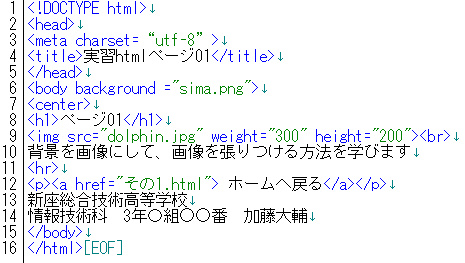 1 <!DOCTYPE html>↓
2 <head>↓
3 <meta charset= “utf-8” >↓
4 <title>実習htmlページ01</title>↓
5 </head>↓
6 <body background ="sima.png">↓
7 <center>↓
8 <h1>ページ01</h1>↓
9 <img src="dolphin.jpg" weight="300" height="200"><br>↓
10 背景を画像にして、画像を張りつける方法を学びます↓
11 <hr>↓
12 <p><a href="その1.html"> ホームへ戻る</a></p>↓
13 新座総合技術高等学校↓
14 情報技術科　3年〇組〇〇番　加藤大輔↓
15 </body>↓
16 </html>[EOF]